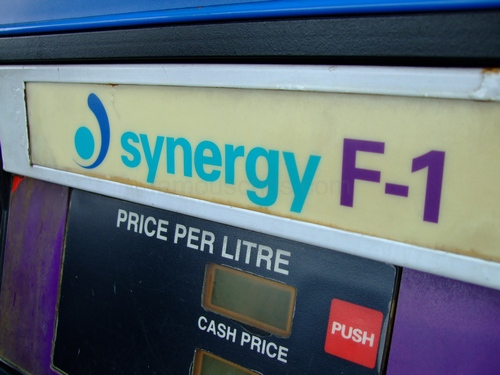 synergy F-1
PRICE PER LITRE
CASH PRICE
PUSH